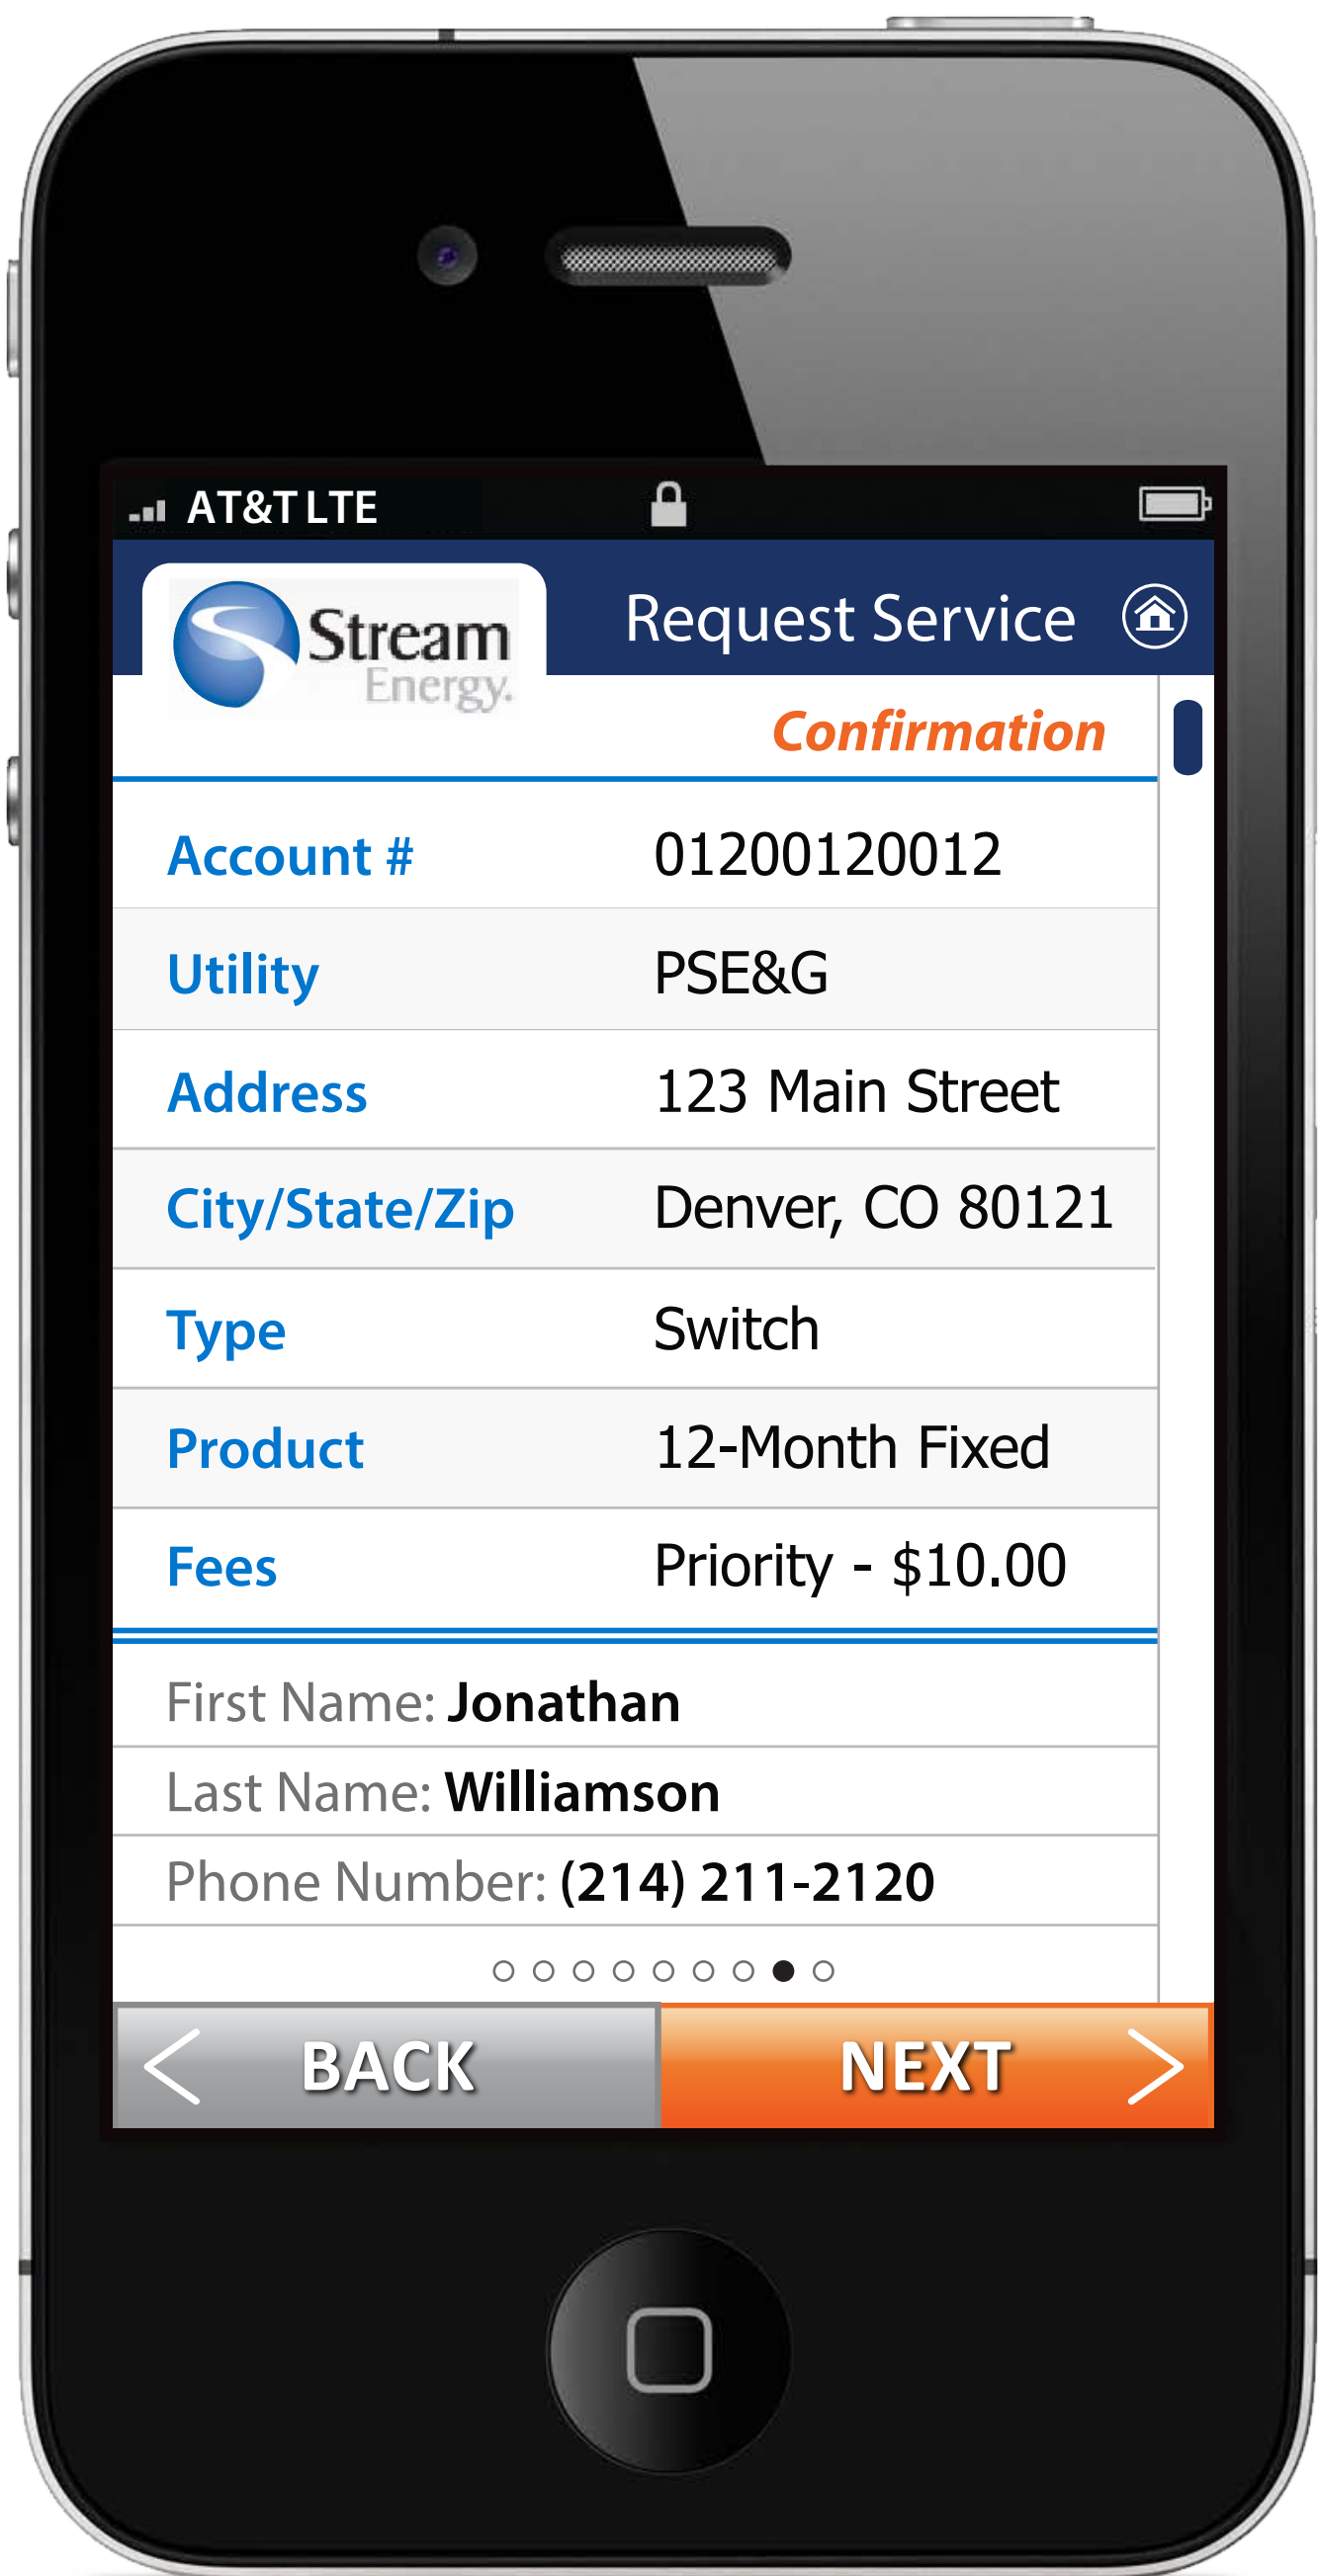 AT&T LTE
Stream
Energy.
Request Service
Confirmation
Account # 01200120012
Utility PSE&G
Address 123 Main Street
City/State/Zip Denver, CO 80121
Type Switch
Product 12-Month Fixed
Fees Priority - $10.00
First Name: Jonathan
Last Name: Williamson
Phone Number: (214) 211-2120
BACK NEXT